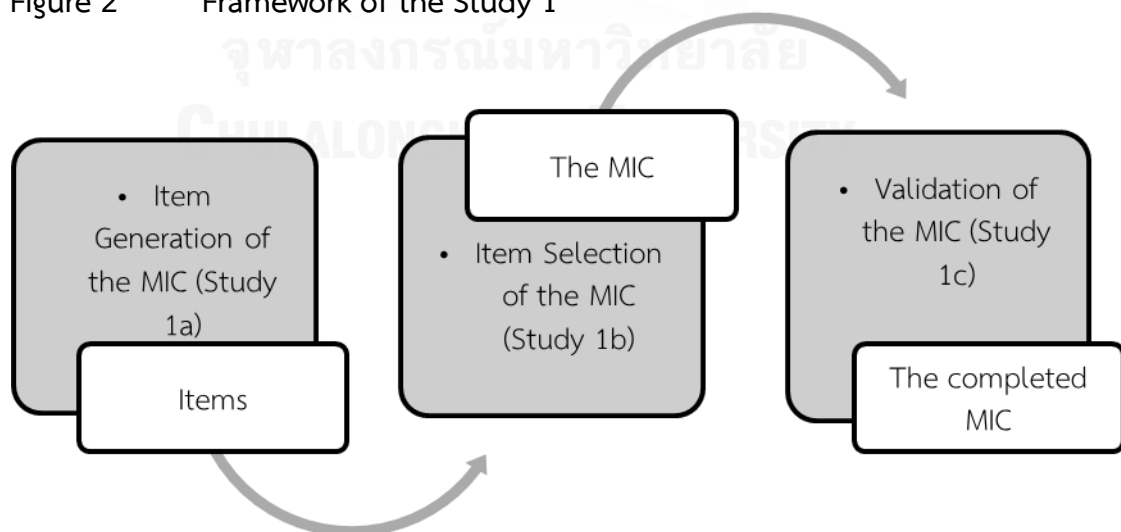 Figure 2 Framework of the Study 1
จุฬาลงกรณ์มหาวิทยาลัย
CHULALONGKORN UNIVERSITY
• Item
Generation of
the MIC (Study
1a)
Items
The MIC
• Item Selection
of the MIC
(Study 1b)
• Validation of
the MIC (Study
1c)
The completed
MIC